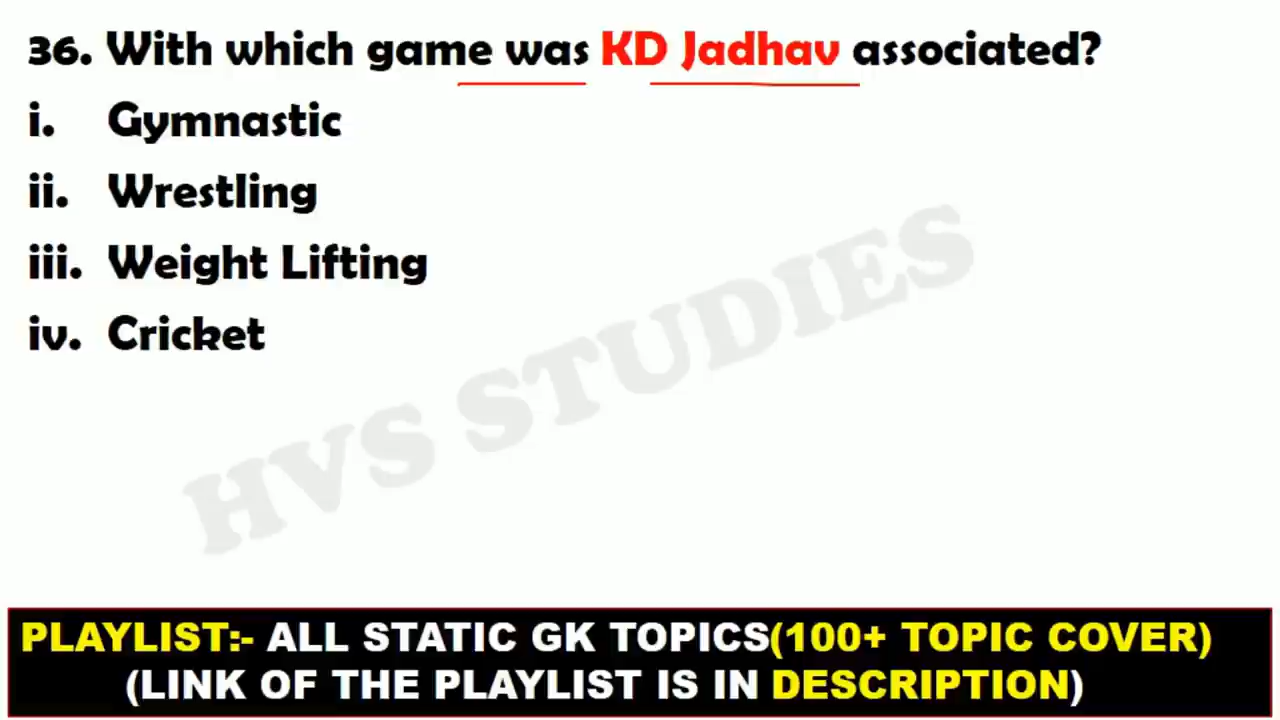 36. With which game was KD Jadhav associated?
i. Gymnastic
ii. Wrestling
iii. Weight Lifting
iv. Cricket
HVS STUDIES
PLAYLIST:- ALL STATIC GK TOPICS(100+ TOPIC COVER)
(LINK OF THE PLAYLIST IS IN DESCRIPTION)